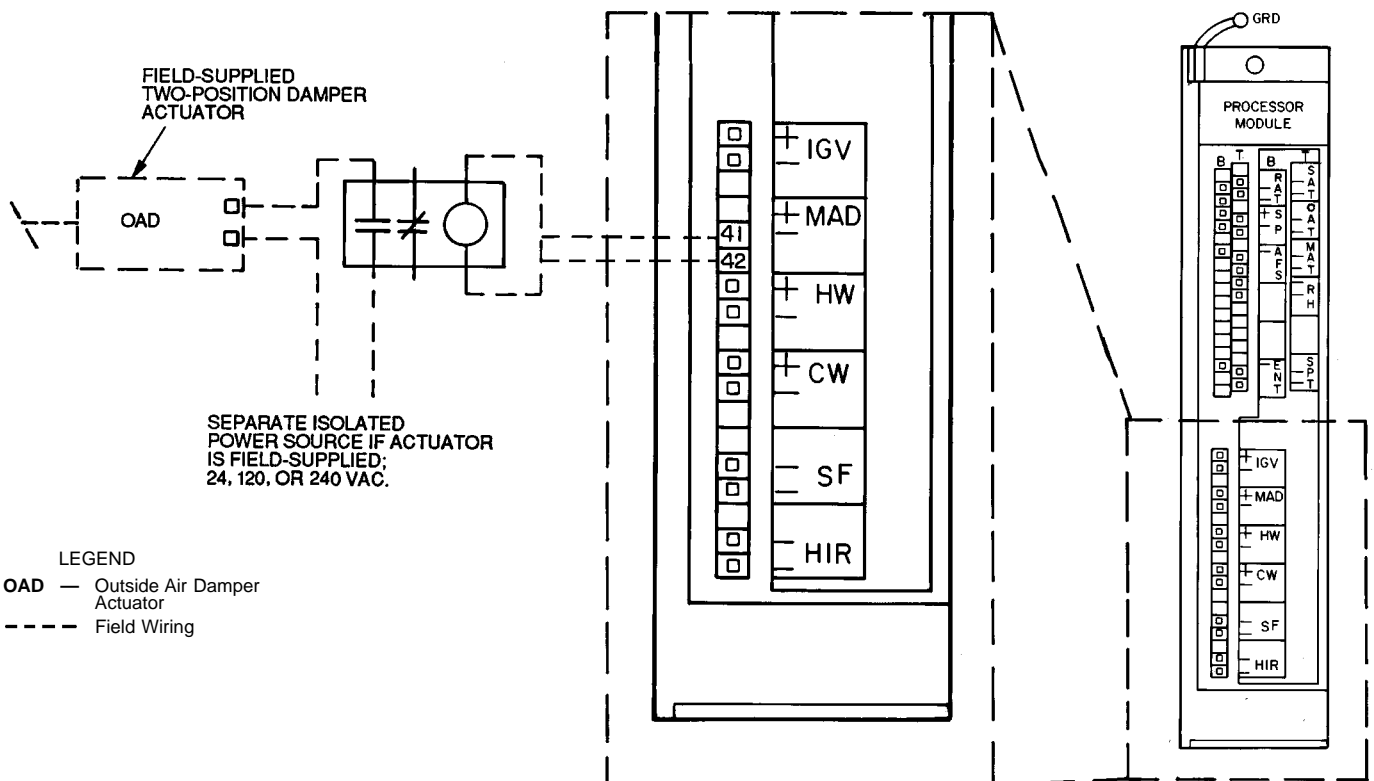 FIELD-SUPPLIED
TWO-POSITION DAMPER
ACTUATOR
OAD
SEPARATE ISOLATED
POWER SOURCE IF ACTUATOR
IS FIELD-SUPPLIED;
24, 120, OR 240 VAC.
LEGEND
OAD — Outside Air Damper
Actuator
Field Wiring
+ IGV
−
+ MAD
−
41
42
+ HW
−
+ CW
−
− SF
−
− HIR
−
GRD
PROCESSOR
MODULE
B T B T
RAT
+ SP
AFS
ENT
SAT
OAT
MAT
RH
SPT
+ IGV
−
+ MAD
−
+ HW
−
+ CW
−
− SF
−
− HIR
−